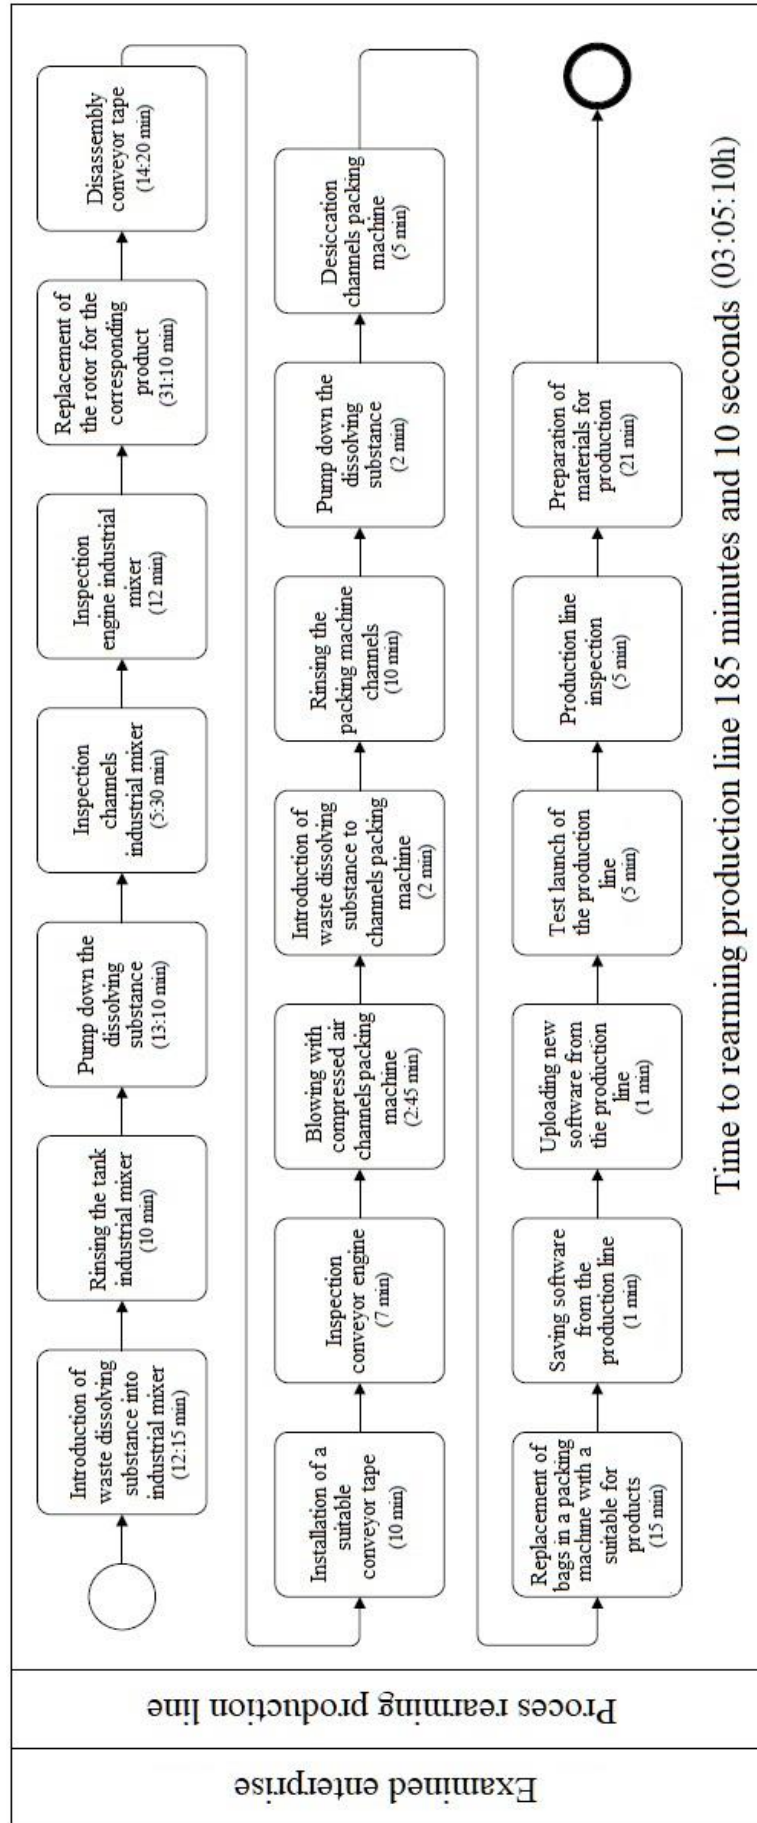 Examined enterprise
Proces rearming production line
Introduction of
waste dissolving
substance into
industrial mixer
(12:15 min)
Rinsing the tank
industrial mixer
(10 min)
Pump down the
dissolving
substance
(13:10 min)
Inspection
channels
industrial mixer
(5:30 min)
Inspection
engine industrial
mixer
(12 min)
Replacement of
the rotor for the
corresponding
product
(31:10 min)
Disassembly
conveyor tape
(14:20 min)
Installation of a
suitable
conveyor tape
(10 min)
Inspection
conveyor engine
(7 min)
Blowing with
compressed air
channels packing
machine
(2:45 min)
Introduction of
waste dissolving
substance to
channels packing
machine
(2 min)
Rinsing the
packing machine
channels
(10 min)
Pump down the
dissolving
substance
(2 min)
Desiccation
channels packing
machine
(5 min)
Replacement of
bags in a packing
machine with a
suitable for
products
(15 min)
Saving software
from the
production line
(1 min)
Uploading new
software from
the production
line
(1 min)
Test launch of
the production
line
(5 min)
Production line
inspection
(5 min)
Preparation of
materials for
production
(21 min)
Time to rearming production line 185 minutes and 10 seconds (03:05:10h)